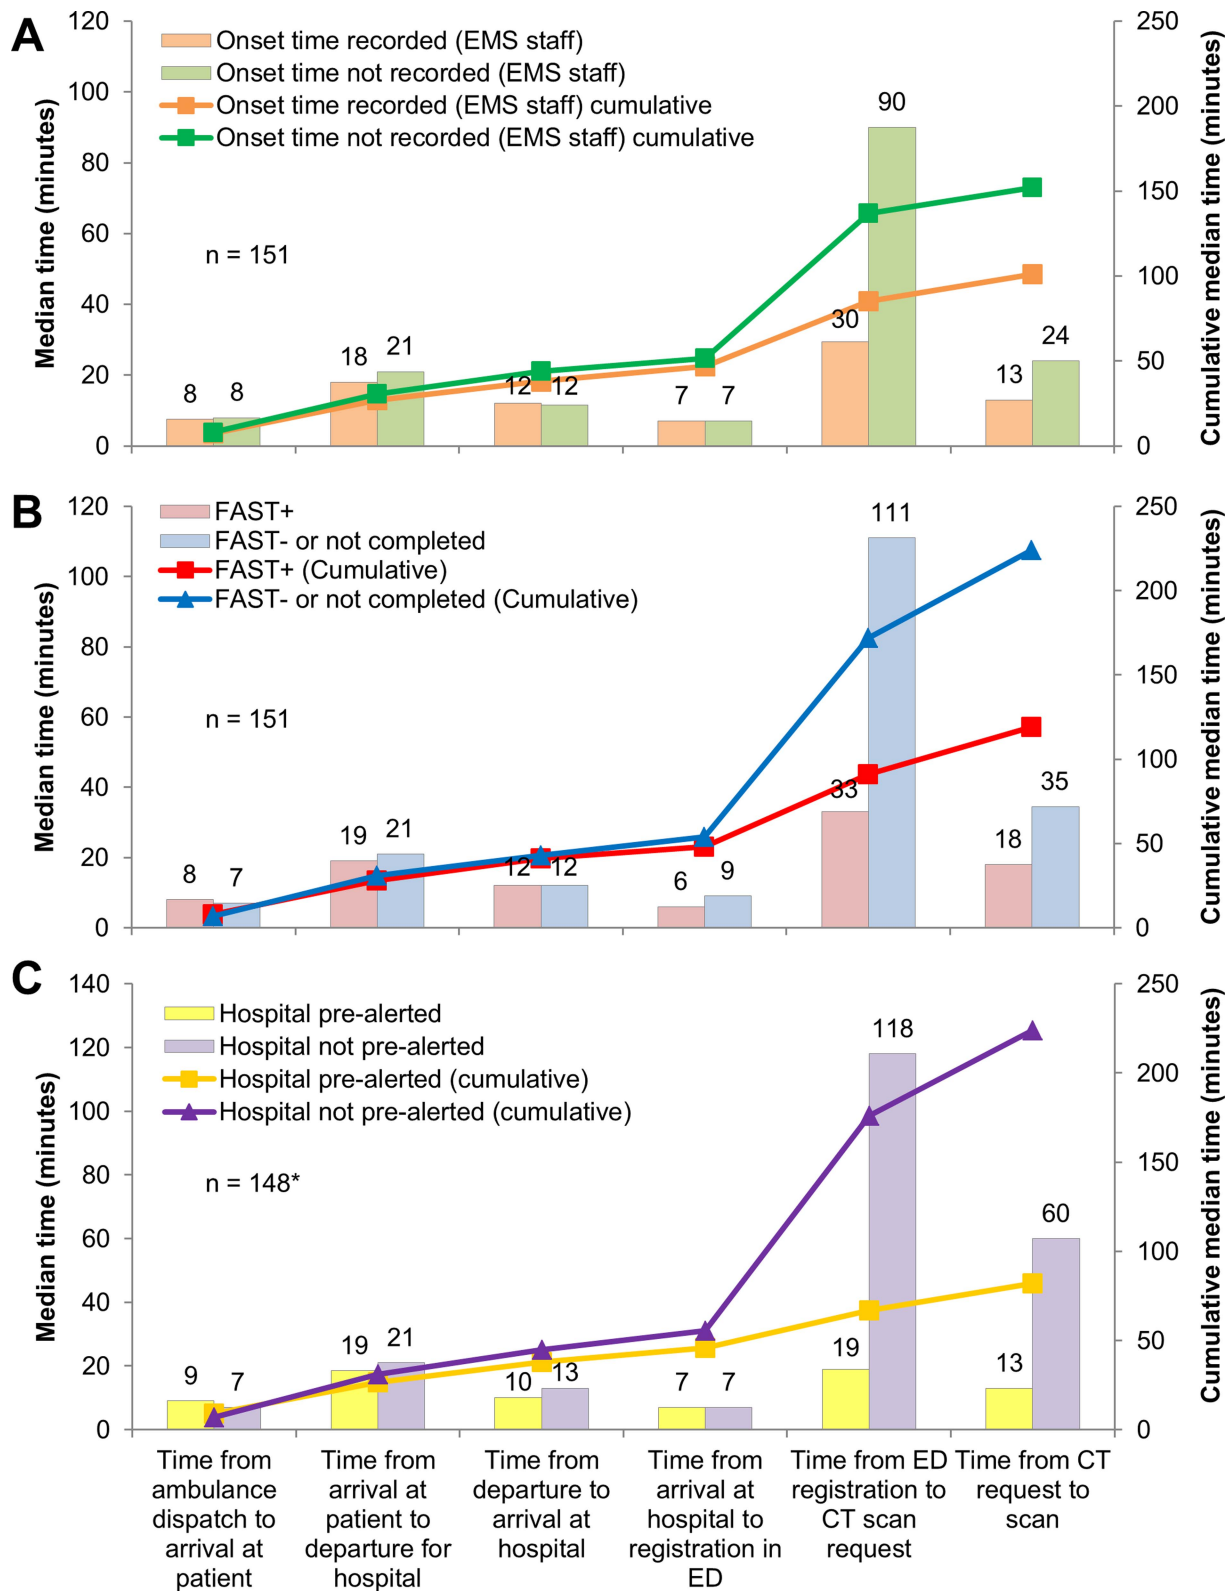 A
120
100
80
60
40
20
0
Median time (minutes)
250
200
150
100
50
0
Cumulative median time (minutes)
Onset time recorded (EMS staff)
Onset time not recorded (EMS staff)
Onset time recorded (EMS staff) cumulative
Onset time not recorded (EMS staff) cumulative
n = 151
8 8
18 21
12 12
7 7
30 90
13 24
B
120
100
80
60
40
20
0
Median time (minutes)
250
200
150
100
50
0
Cumulative median time (minutes)
FAST+
FAST- or not completed
FAST+ (Cumulative)
FAST- or not completed (Cumulative)
n = 151
8 7
19 21
12 12
6 9
33 111
18 35
C
140
120
100
80
60
40
20
0
Median time (minutes)
250
200
150
100
50
0
Cumulative median time (minutes)
Hospital pre-alerted
Hospital not pre-alerted
Hospital pre-alerted (cumulative)
Hospital not pre-alerted (cumulative)
n = 148*
9 7
19 21
10 13
7 7
19 118
13 60
Time from
ambulance
dispatch to
arrival at
patient
Time from
arrival at
patient to
departure for
hospital
Time from
departure to
arrival at
hospital
Time from
arrival at
hospital to
registration in
ED
Time from ED
registration to
CT scan
request
Time from CT
request to
scan